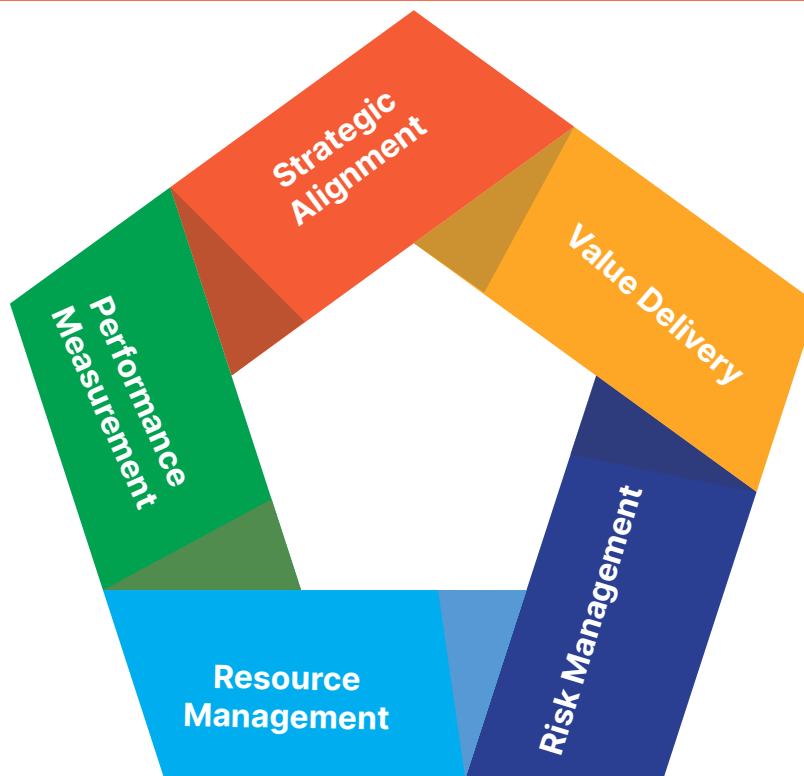 Strategic
Alignment
Value Delivery
Risk Management
Resource
Management
Performance
Measurement